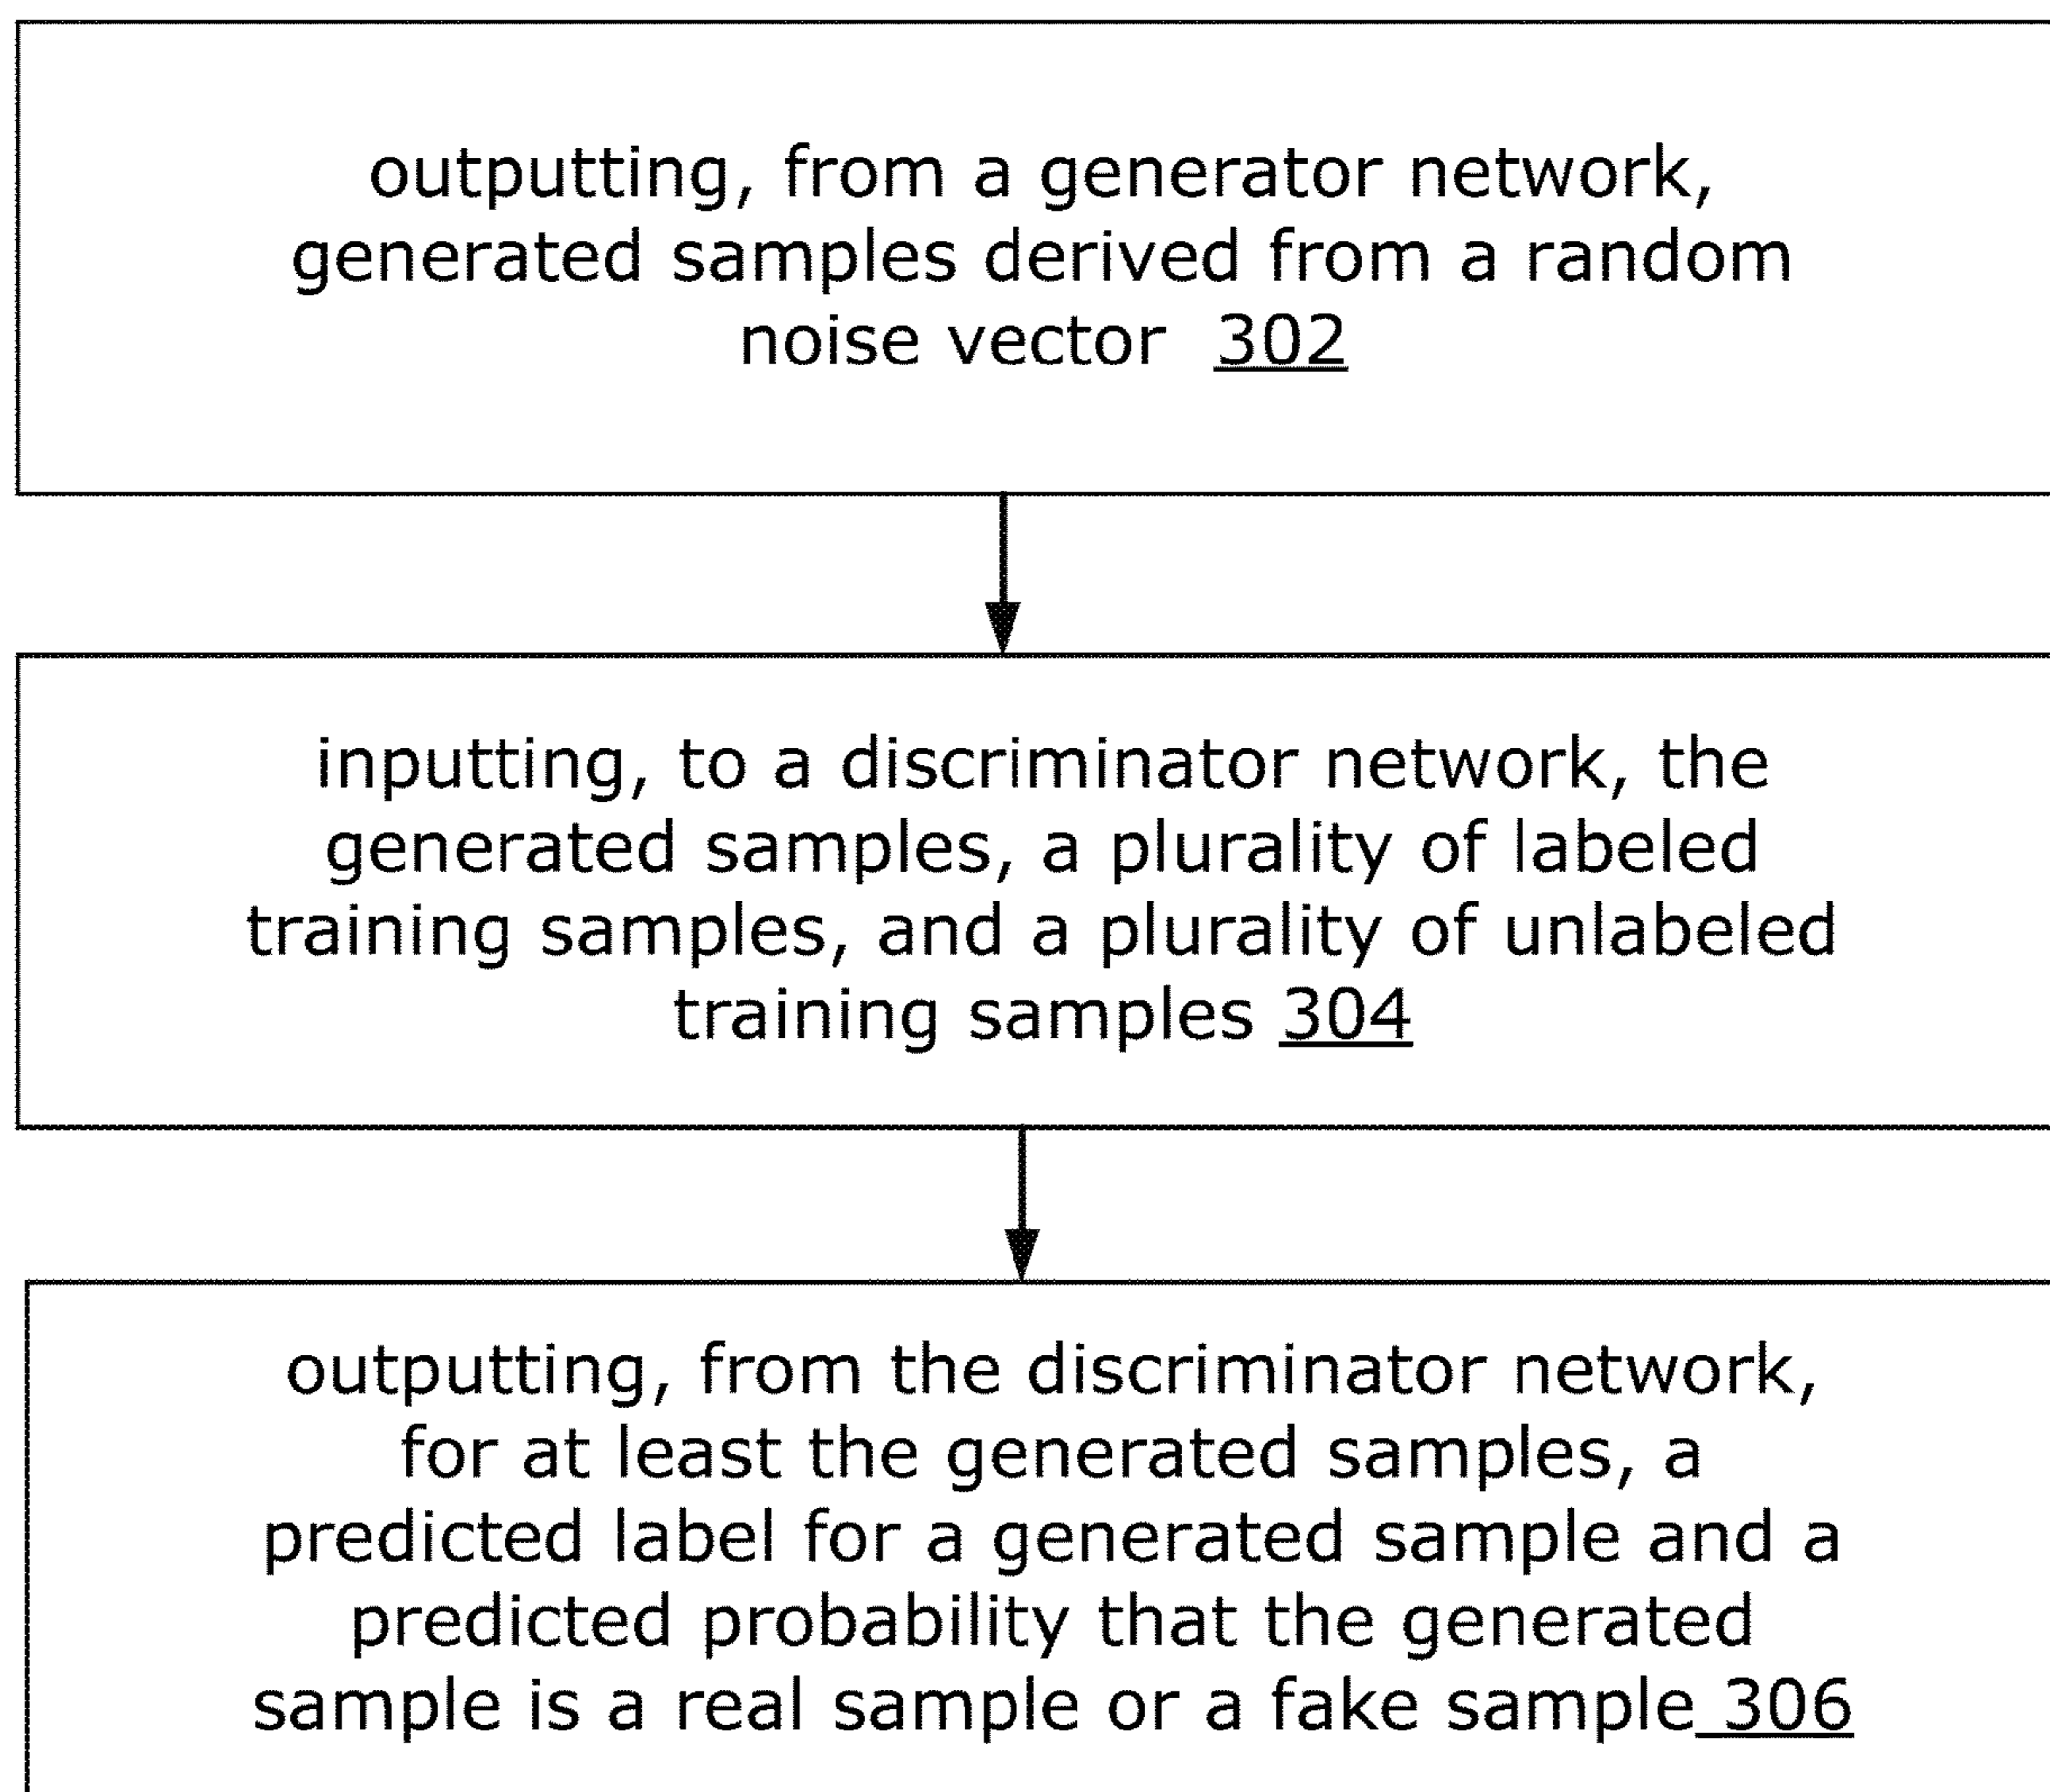 outputting, from a generator network,
generated samples derived from a random
noise vector 302
inputting, to a discriminator network, the
generated samples, a plurality of labeled
training samples, and a plurality of unlabeled
training samples 304
outputting, from the discriminator network,
for at least the generated samples, a
predicted label for a generated sample and a
predicted probability that the generated
sample is a real sample or a fake sample 306